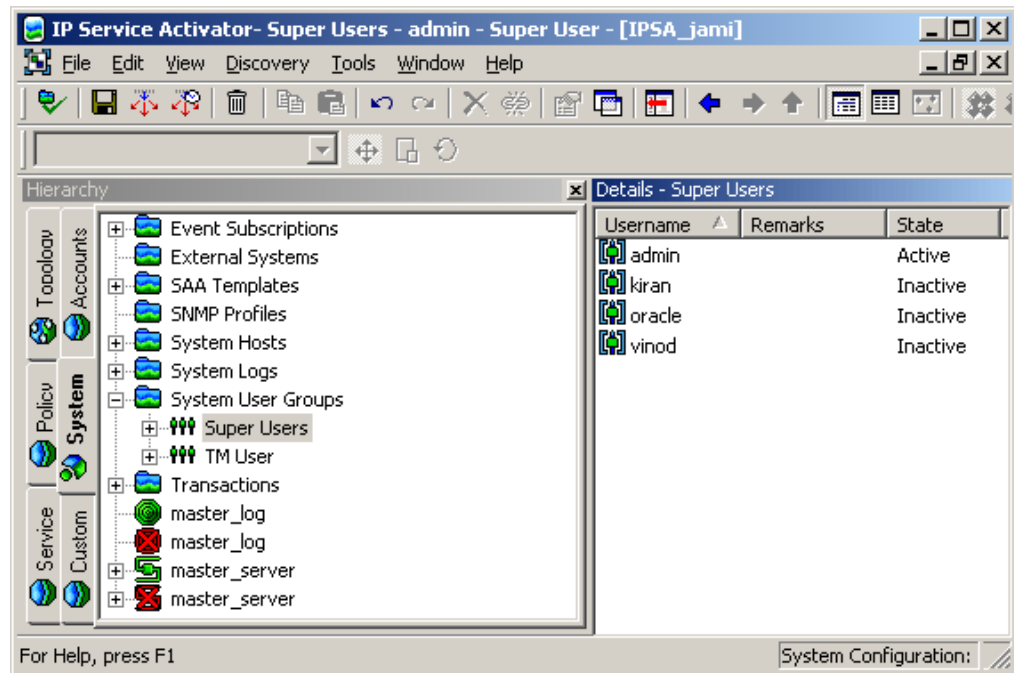 IP Service Activator- Super Users - admin - Super User - [IPSA_jami]
File Edit View Discovery Tools Window Help
Hierarchy
Details - Super Users
Topology
Accounts
Policy
System
Service
Custom
Event Subscriptions
External Systems
SAA Templates
SNMP Profiles
System Hosts
System Logs
System User Groups
Super Users
TM User
Transactions
master_log
master_log
master_server
master_server
Username Remarks State
admin Active
kiran Inactive
oracle Inactive
vinod Inactive
For Help, press F1
System Configuration: